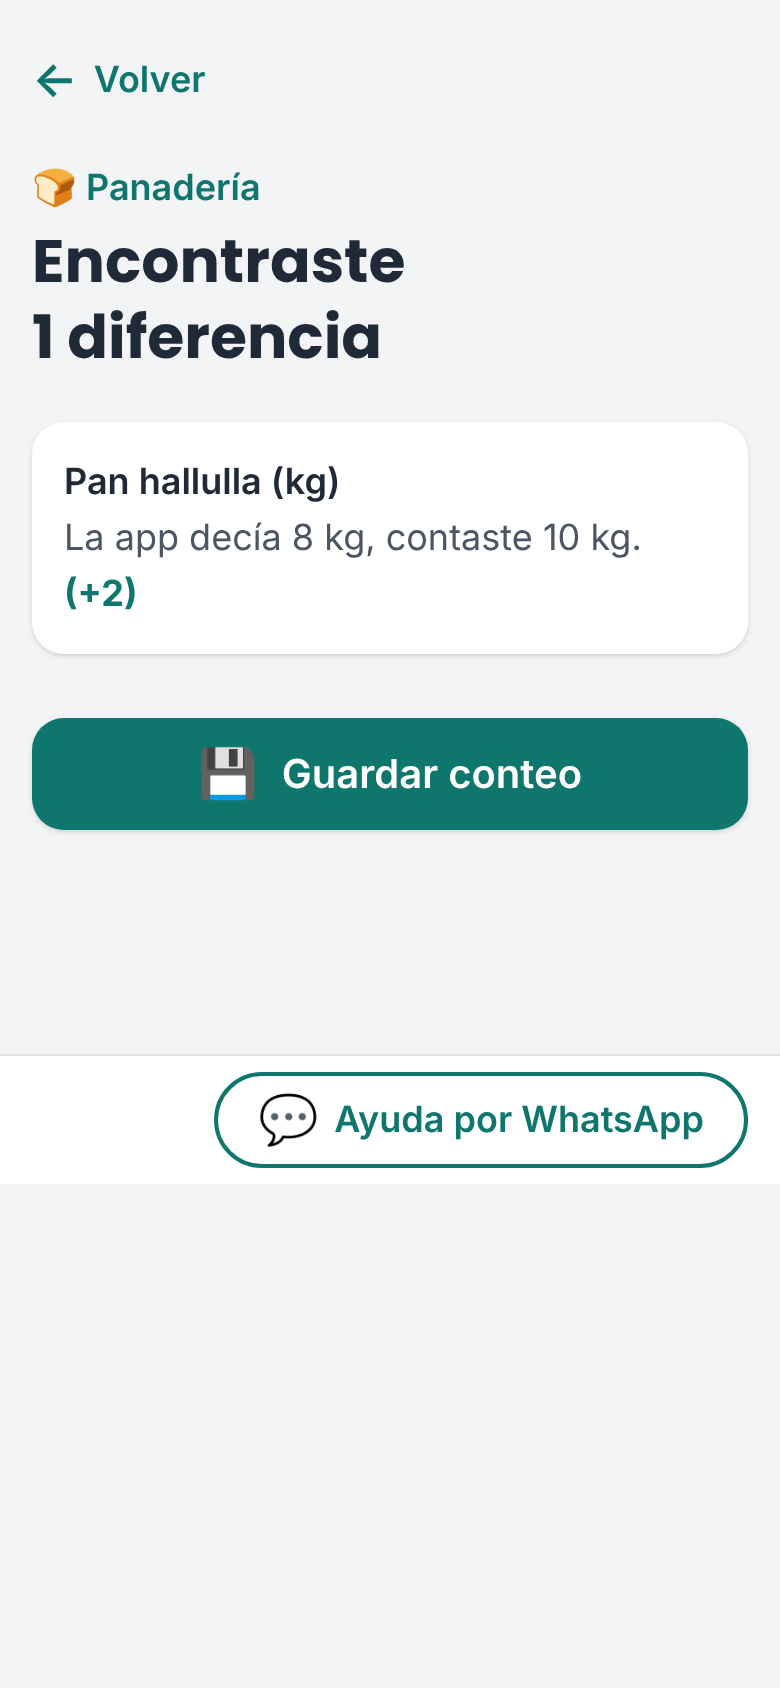 Volver
Panadería
Encontraste
1 diferencia
Pan hallulla (kg)
La app decía 8 kg, contaste 10 kg.
(+2)
Guardar conteo
Ayuda por WhatsApp